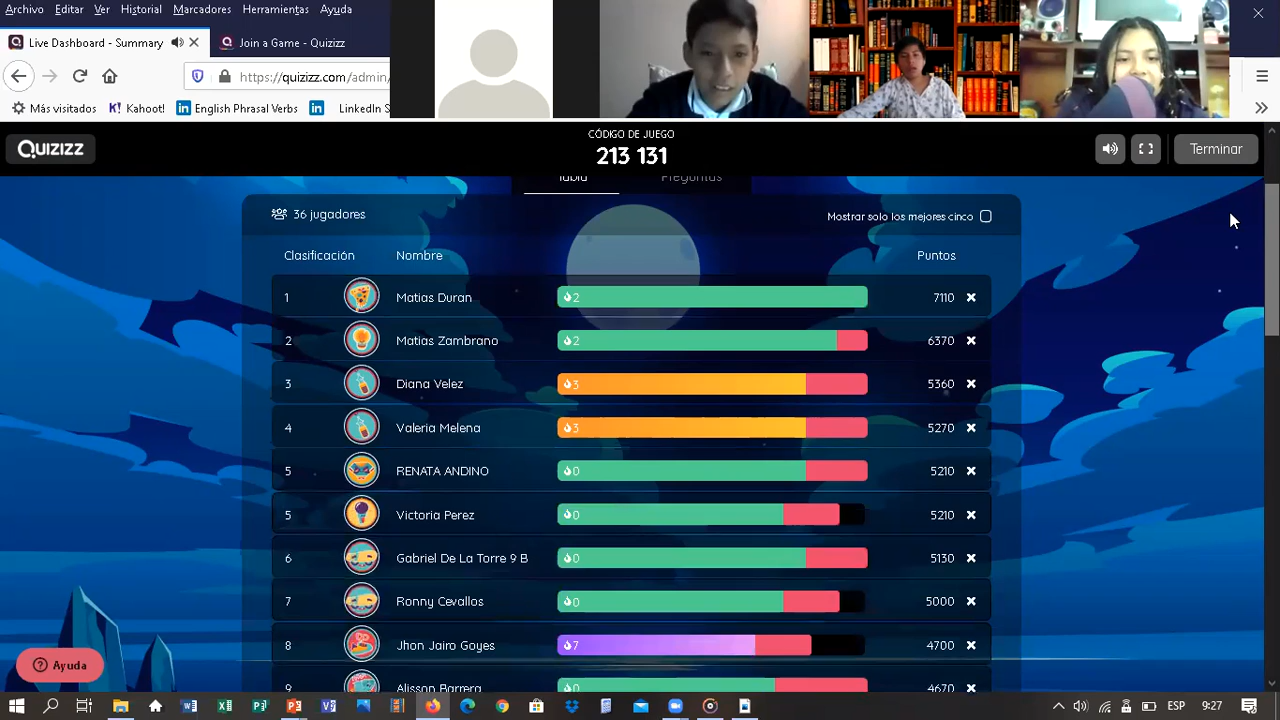 Archivo Editar Ver Historial Marcadores Herramientas Ayuda
Live Dashboard - Summary
Join a Game - Quizizz
https://quizizz.com/admin/
Más visitados Kahoot! English Phrasal Verb LinkedIn S
Quizizz
CÓDIGO DE JUEGO
213 131
Terminar
Tabla Preguntas
36 jugadores
Mostrar solo los mejores cinco
Clasificación Nombre Puntos
1 Matias Duran 2 7110
2 Matías Zambrano 2 6370
3 Diana Velez 3 5360
4 Valeria Melena 3 5270
5 RENATA ANDINO 0 5210
5 Victoria Perez 0 5210
6 Gabriel De La Torre 9 B 0 5130
7 Ronny Cevallos 0 5000
8 Jhon Jairo Goyes 7 4700
9 Alisson Barrera 0 4670
Ayuda
ESP 9:27